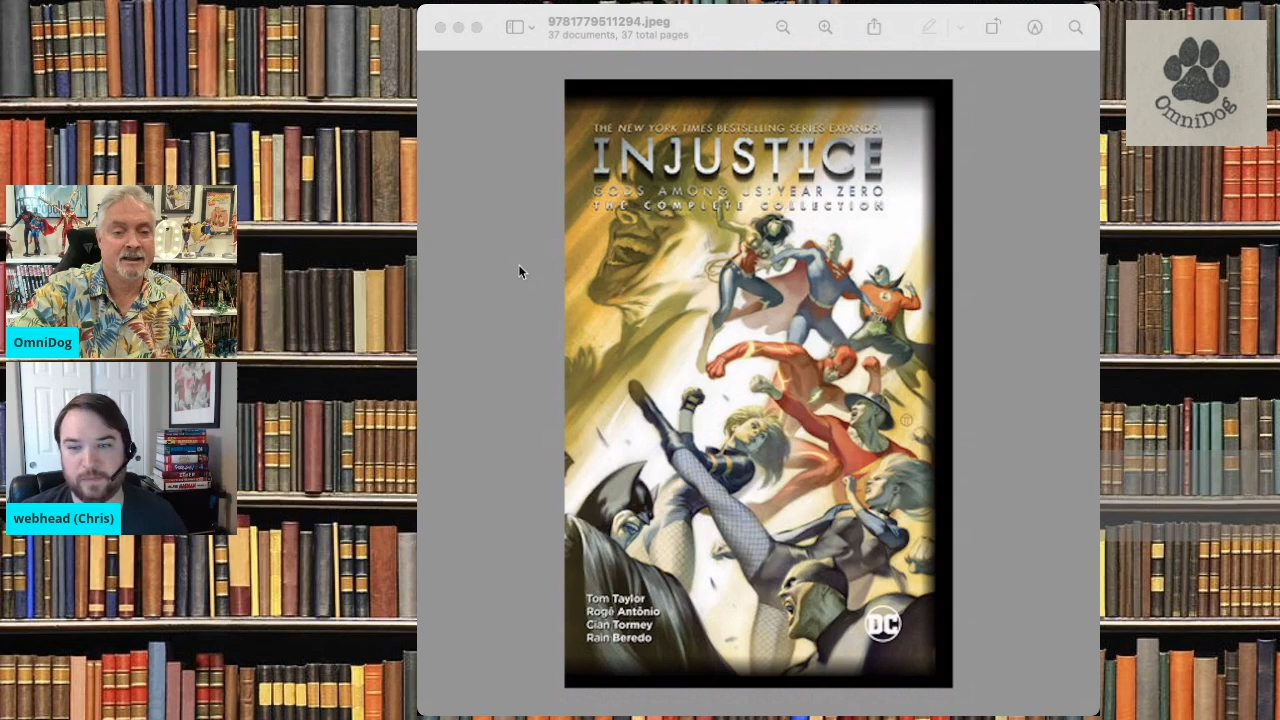 9781779511294.jpeg
37 documents, 37 total pages
OmniDog
THE NEW YORK TIMES BESTSELLING SERIES EXPANDS!
INJUSTICE
GODS AMONG US: YEAR ZERO
THE COMPLETE COLLECTION
OmniDog
webhead (Chris)
Tom Taylor
Rogê Antônio
Cian Tormey
Rain Beredo
DC